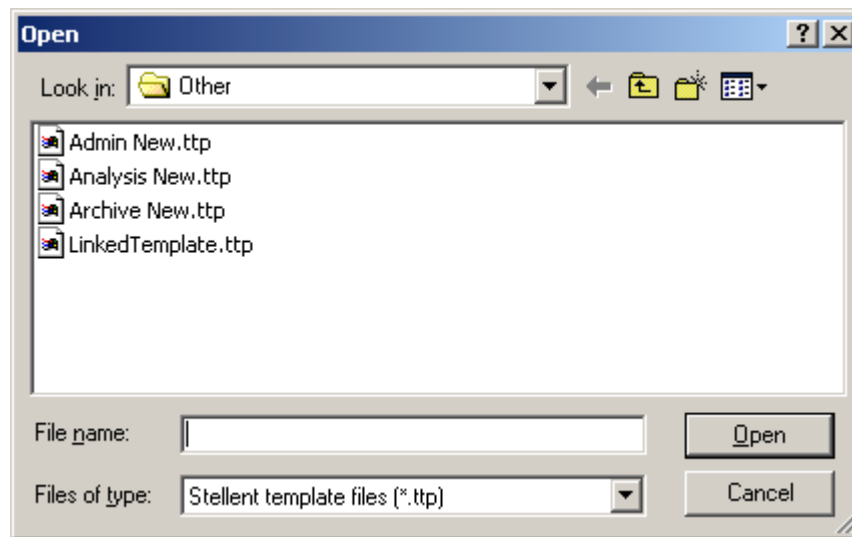 Open
Look in: Other
Admin New.ttp
Analysis New.ttp
Archive New.ttp
LinkedTemplate.ttp
File name: Open
Files of type: Stellent template files (*.ttp) Cancel